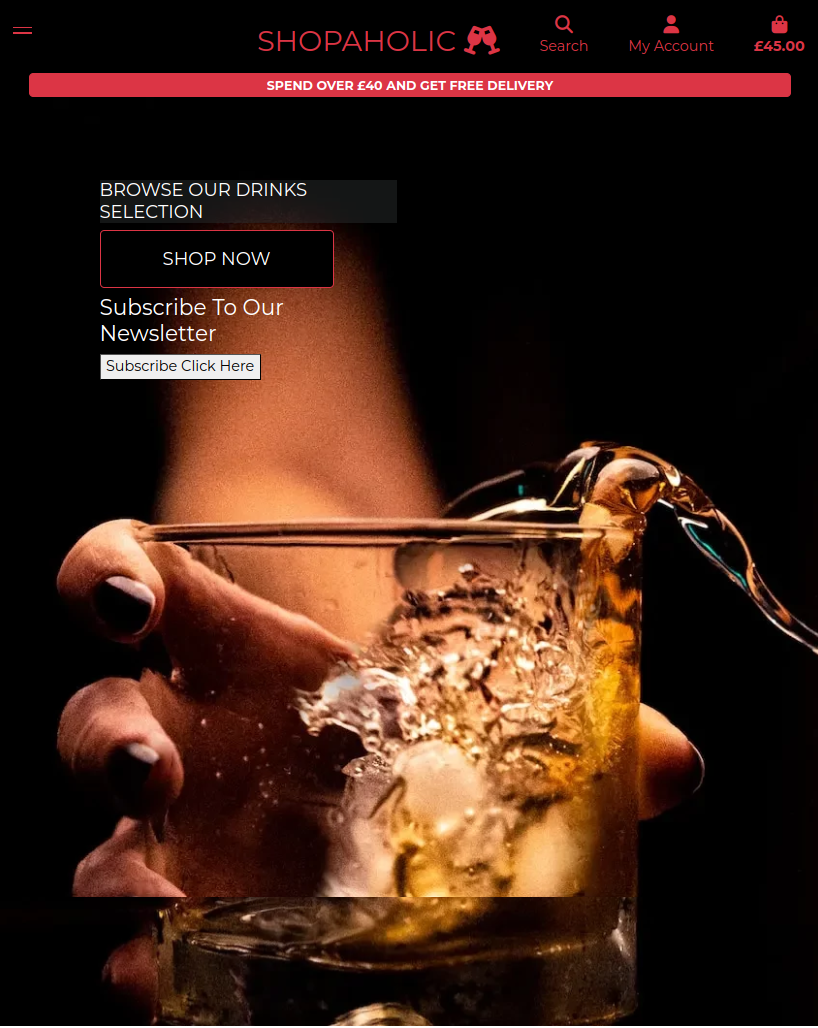 SHOPAHOLIC
Search
My Account
£45.00
SPEND OVER £40 AND GET FREE DELIVERY
BROWSE OUR DRINKS
SELECTION
SHOP NOW
Subscribe To Our
Newsletter
Subscribe Click Here